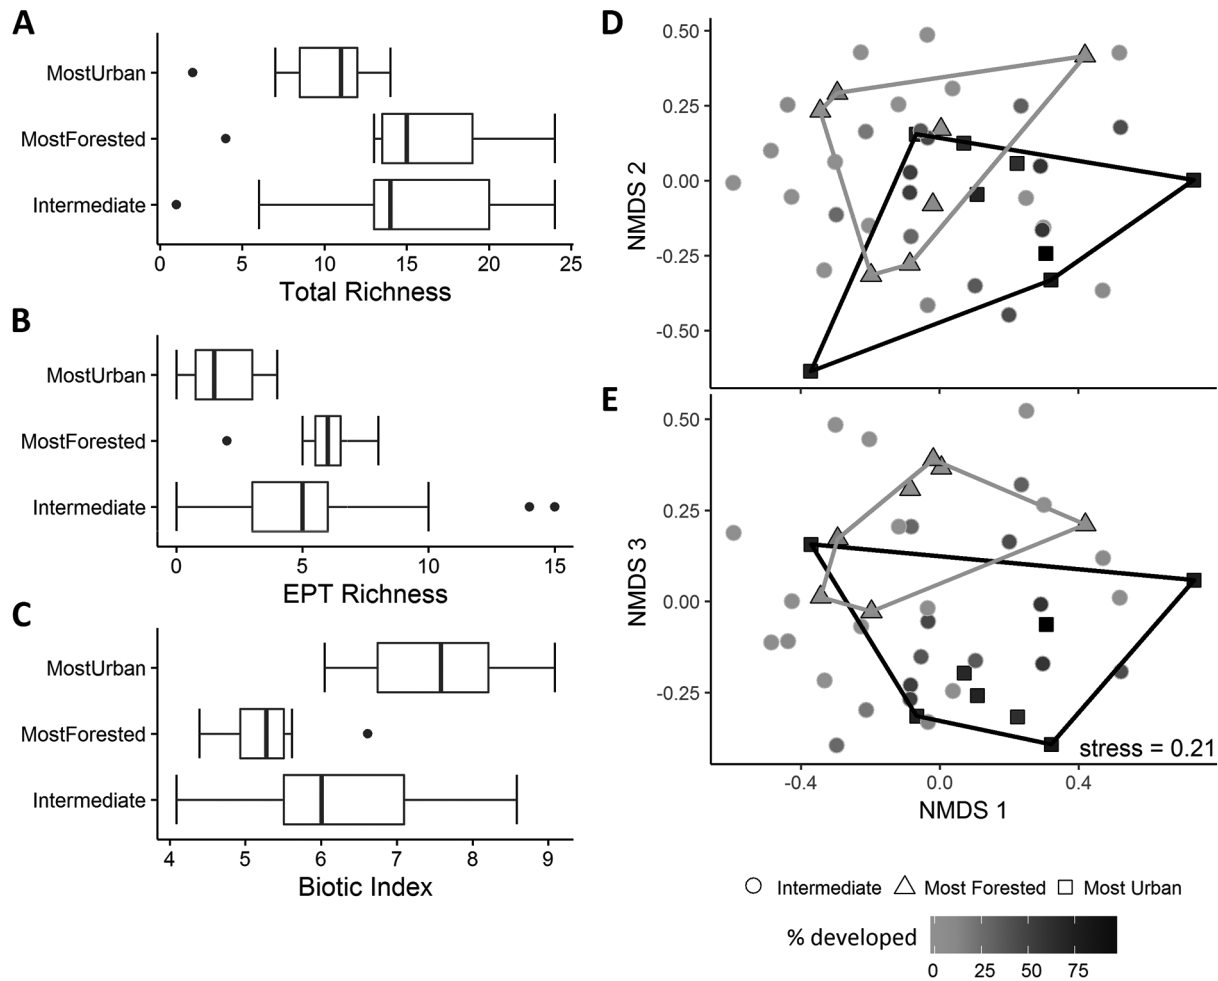 A
MostUrban
MostForested
Intermediate
0 5 10 15 20 25
Total Richness
B
MostUrban
MostForested
Intermediate
0 5 10 15
EPT Richness
C
MostUrban
MostForested
Intermediate
4 5 6 7 8 9
Biotic Index
D
0.50
0.25
0.00
-0.25
-0.50
NMDS 2
E
0.50
0.25
0.00
-0.25
NMDS 3
stress = 0.21
-0.4 0.0 0.4
NMDS 1
Intermediate Most Forested Most Urban
% developed
0 25 50 75